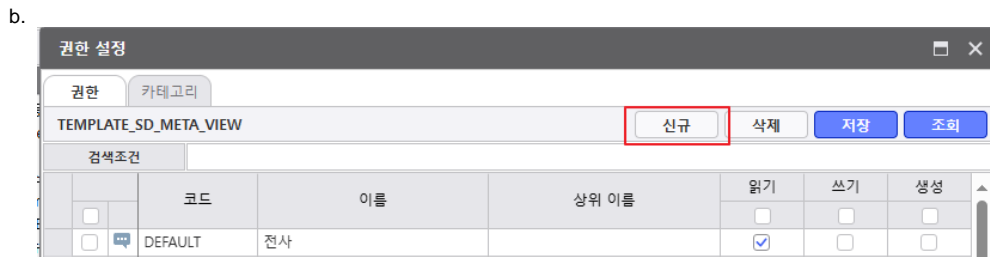 b.
권한 설정
권한 카테고리
TEMPLATE_SD_META_VIEW 신규 삭제 저장 조회
검색조건
코드 이름 상위 이름 읽기 쓰기 생성
DEFAULT 전사